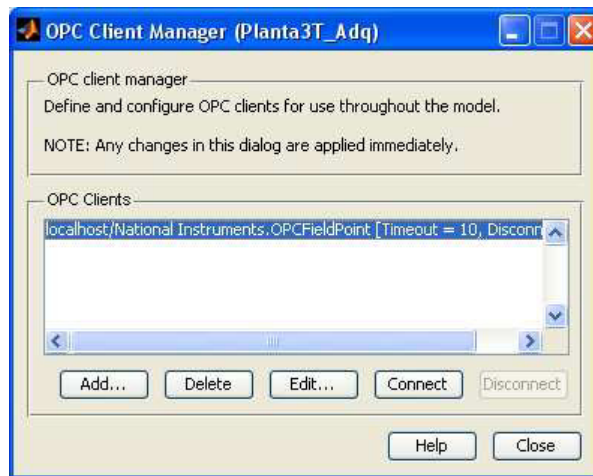 OPC Client Manager (Planta3T_Adq)
OPC client manager
Define and configure OPC clients for use throughout the model.
NOTE: Any changes in this dialog are applied immediately.
OPC Clients
localhost/National Instruments.OPCFieldPoint [Timeout = 10, Disconn
Add... Delete Edit... Connect Disconnect
Help Close